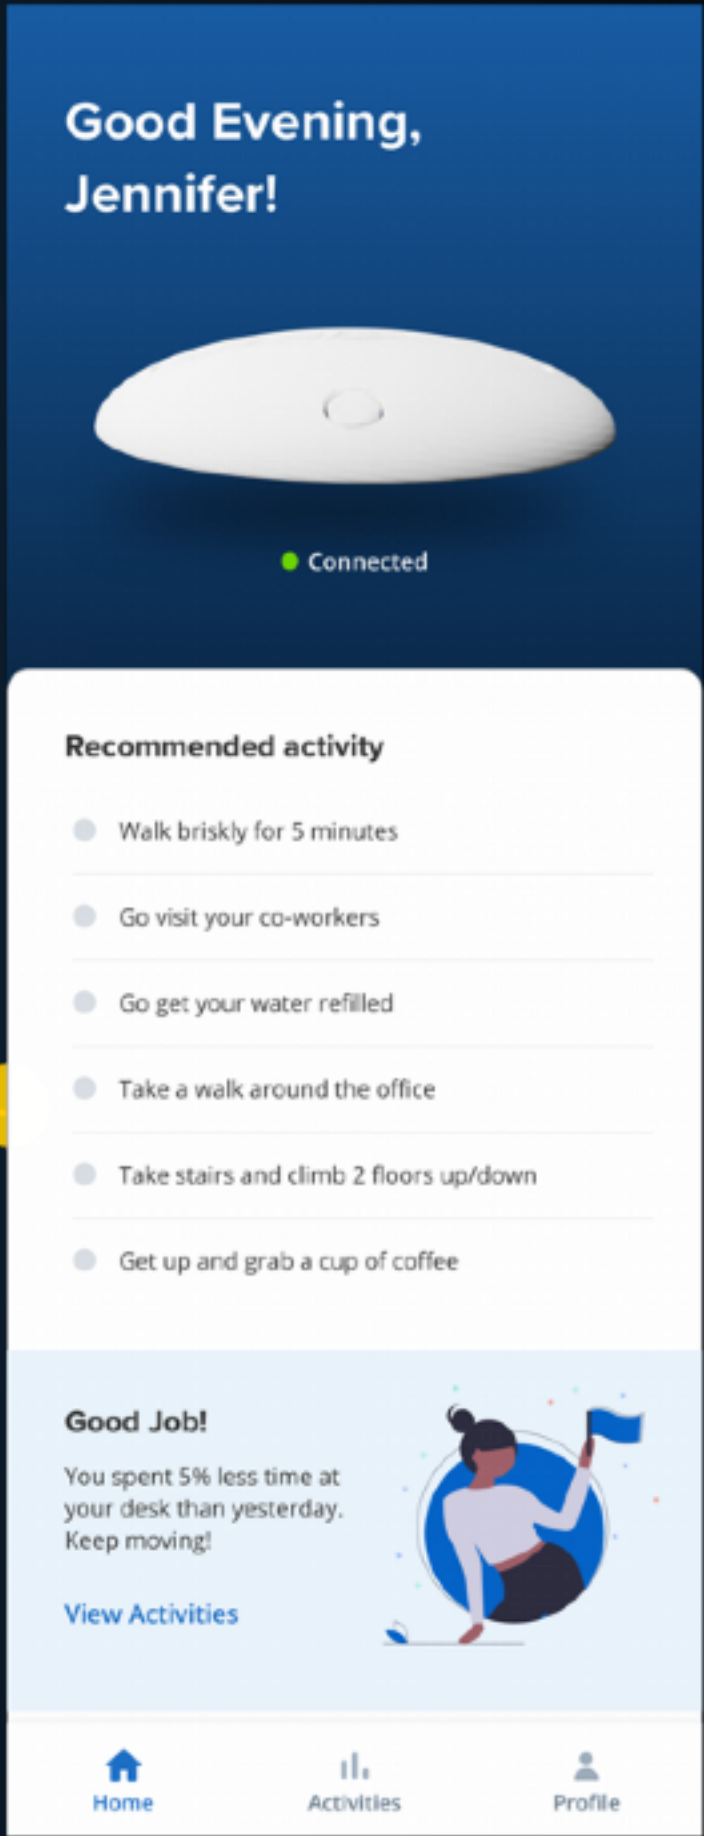 Good Evening,
Jennifer!
Connected
Recommended activity
Walk briskly for 5 minutes
Go visit your co-workers
Go get your water refilled
Take a walk around the office
Take stairs and climb 2 floors up/down
Get up and grab a cup of coffee
Good Job!
You spent 5% less time at
your desk than yesterday.
Keep moving!
View Activities
Home
Activities
Profile